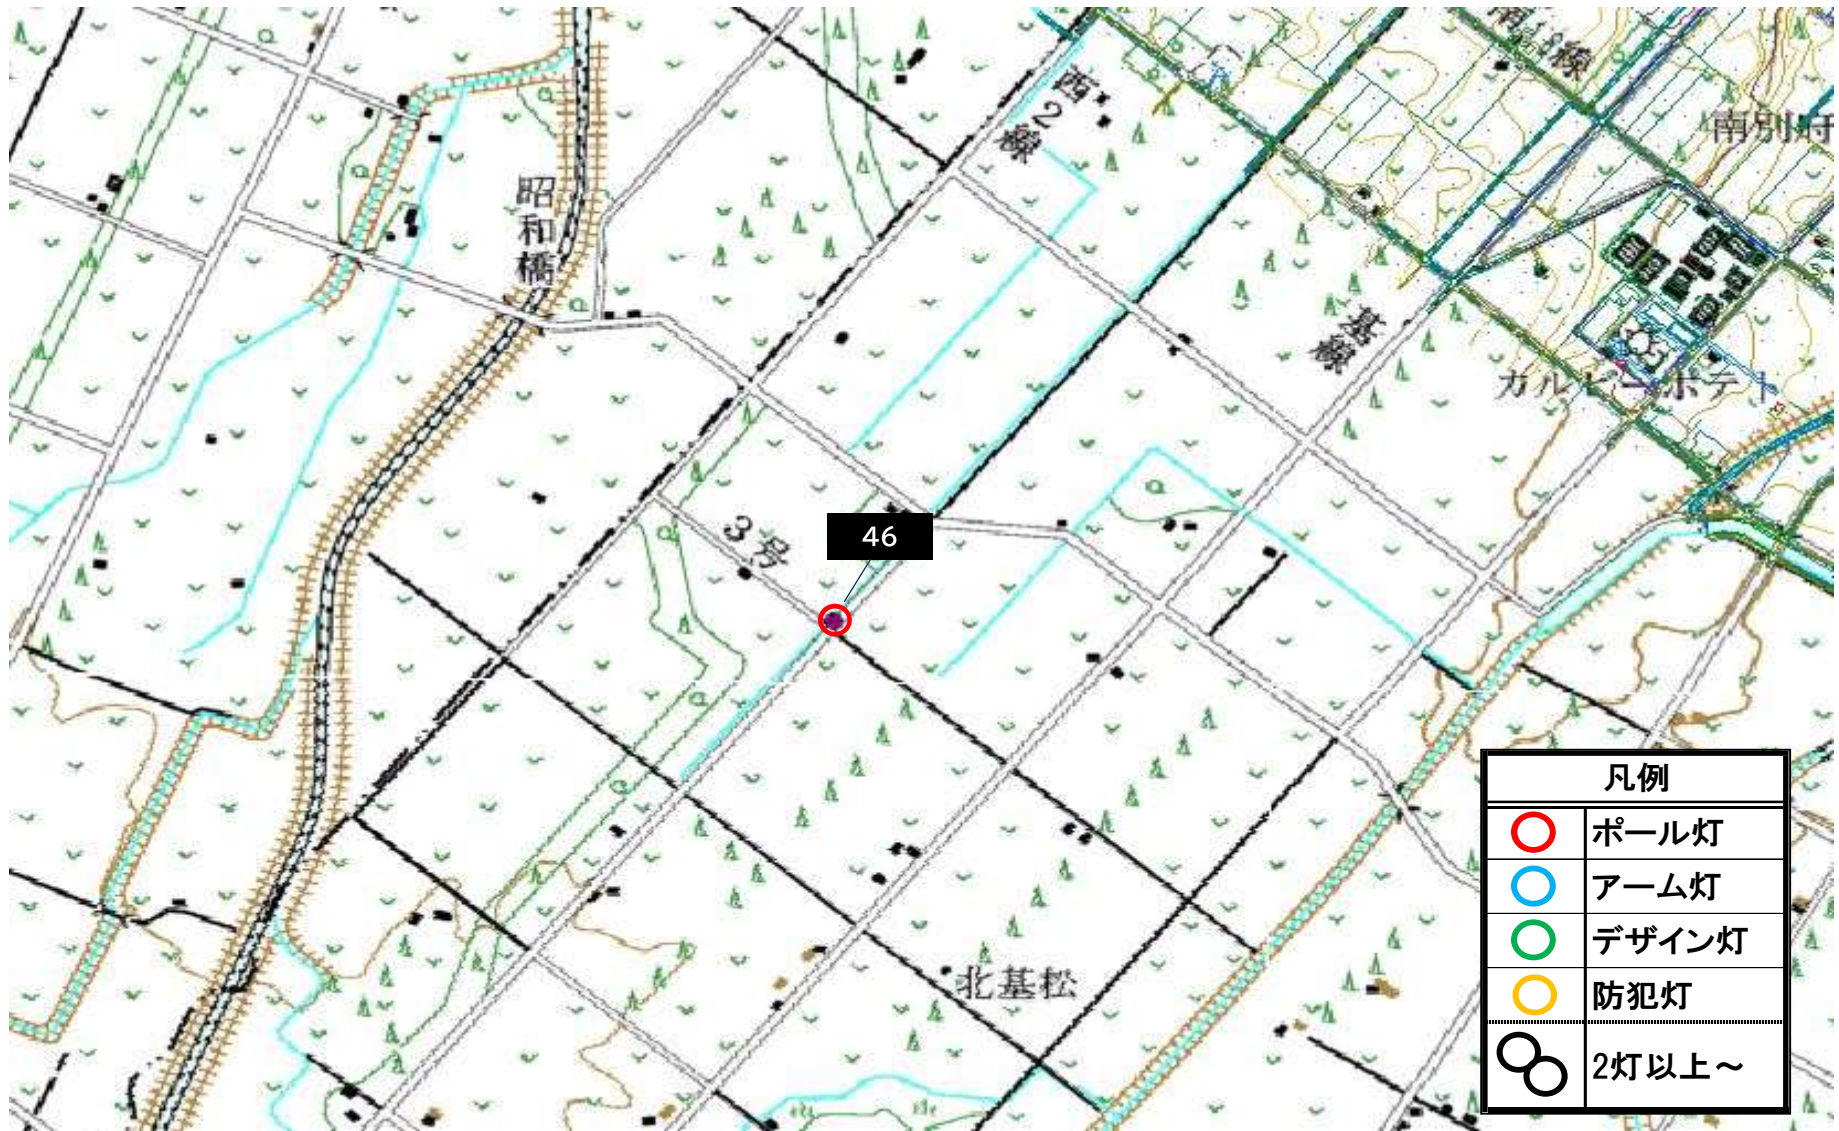 西2線
南別府
昭和橋
基線
カルビーポテト
3号
46
北基松
凡例
ポール灯
アーム灯
デザイン灯
防犯灯
2灯以上～